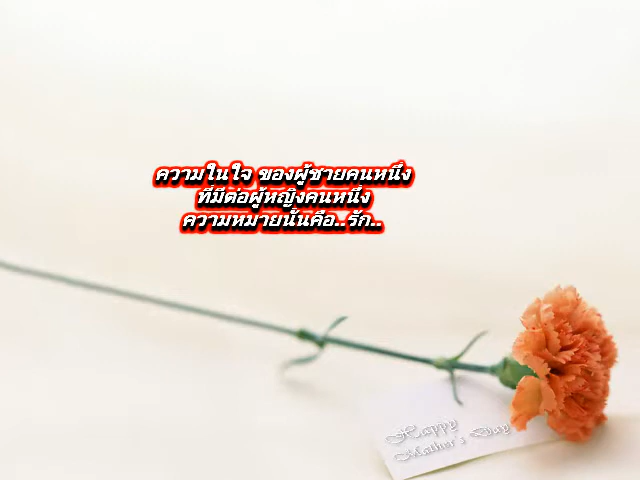 ความในใจ ของผู้ชายคนหนึ่ง
ที่มีต่อผู้หญิงคนหนึ่ง
ความหมายนั้นคือ..รัก..
Happy
Mother's Day